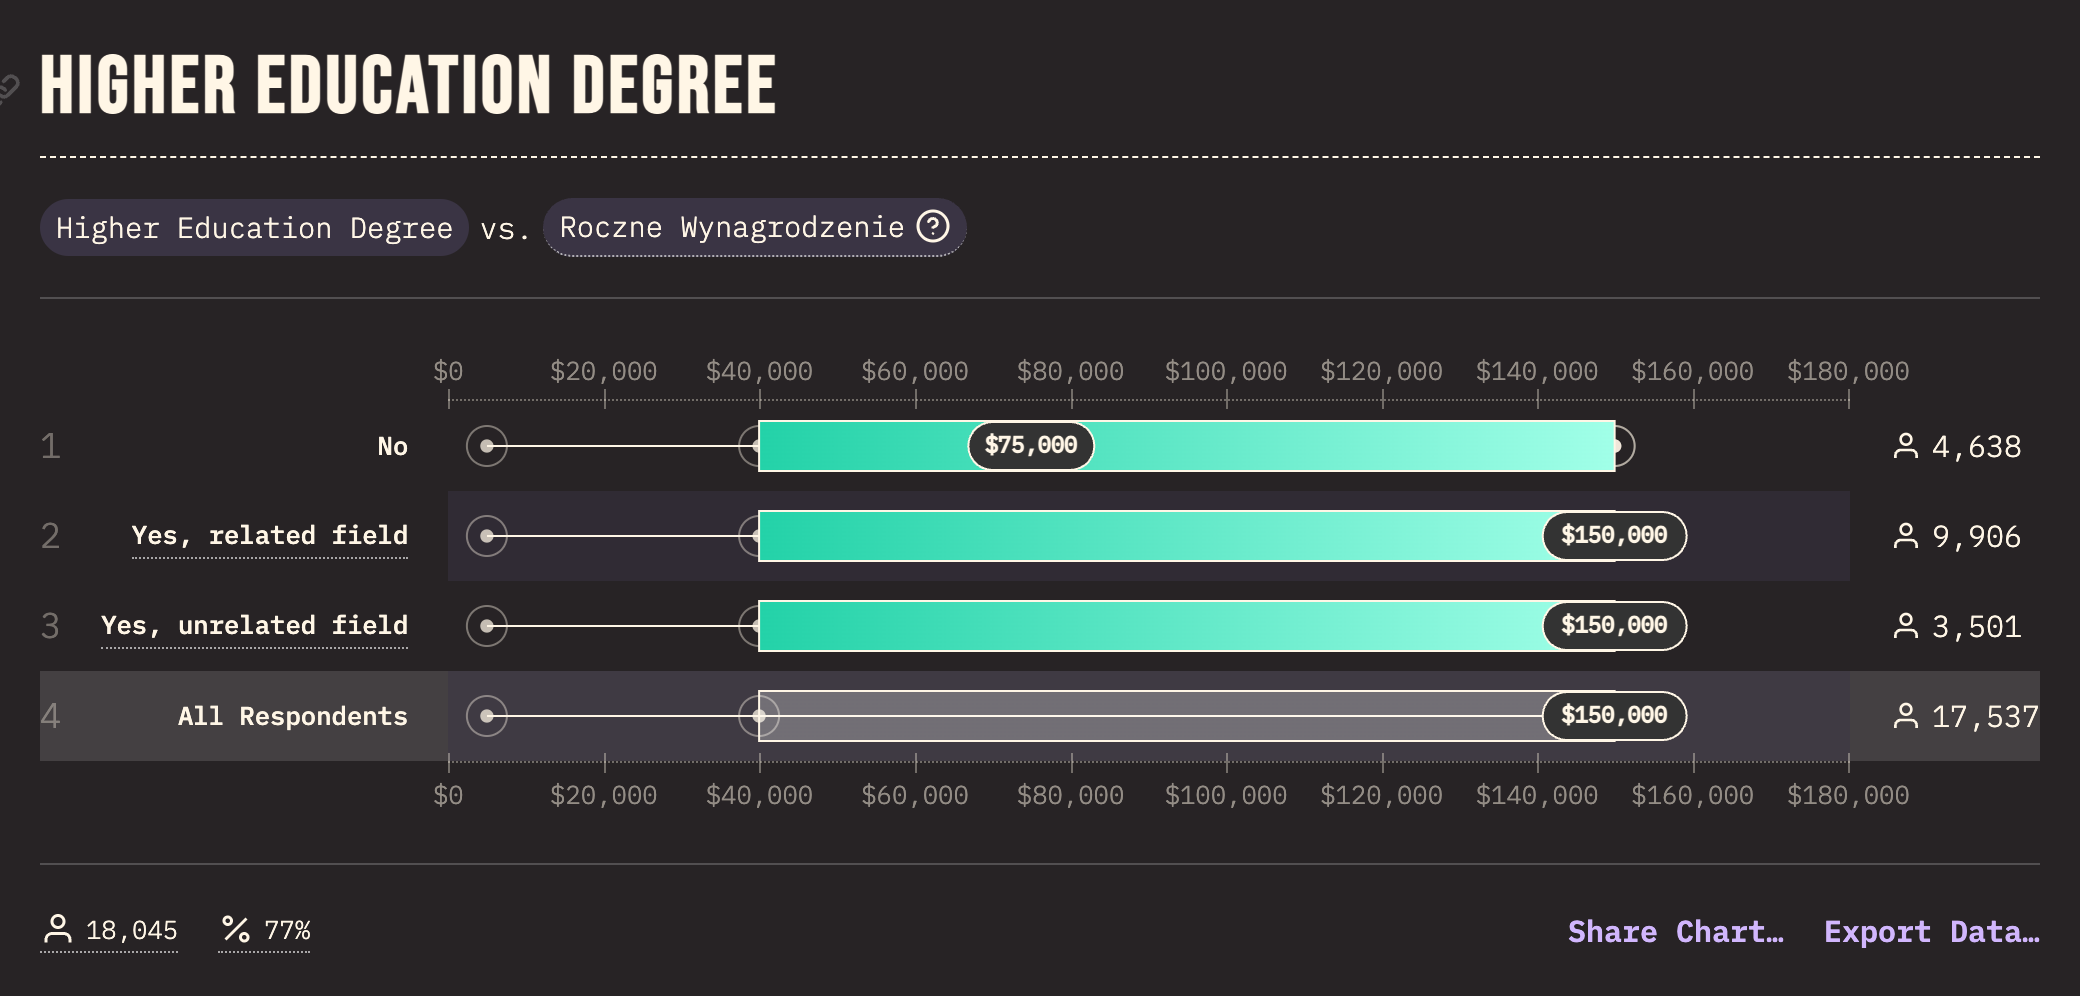 HIGHER EDUCATION DEGREE
Higher Education Degree vs. Roczne Wynagrodzenie ?
$0 $20,000 $40,000 $60,000 $80,000 $100,000 $120,000 $140,000 $160,000 $180,000
1 No $75,000 4,638
2 Yes, related field $150,000 9,906
3 Yes, unrelated field $150,000 3,501
4 All Respondents $150,000 17,537
$0 $20,000 $40,000 $60,000 $80,000 $100,000 $120,000 $140,000 $160,000 $180,000
18,045 % 77% Share Chart… Export Data…